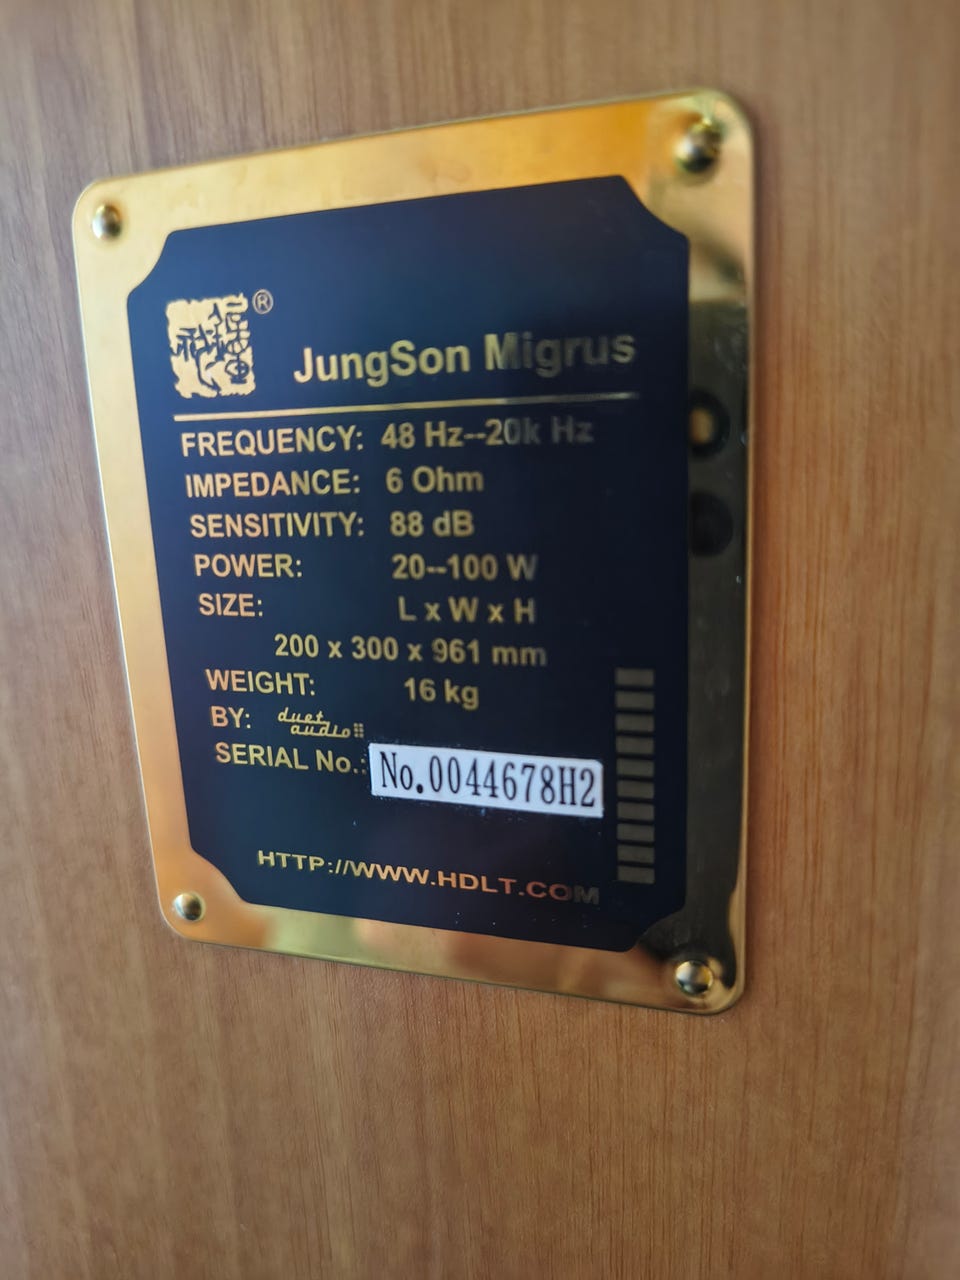 ®
JungSon Migrus
FREQUENCY: 48 Hz--20k Hz
IMPEDANCE: 6 Ohm
SENSITIVITY: 88 dB
POWER: 20--100 W
SIZE: L x W x H
200 x 300 x 961 mm
WEIGHT: 16 kg
BY: duet audio
SERIAL No.: No.0044678H2
HTTP://WWW.HDLT.COM